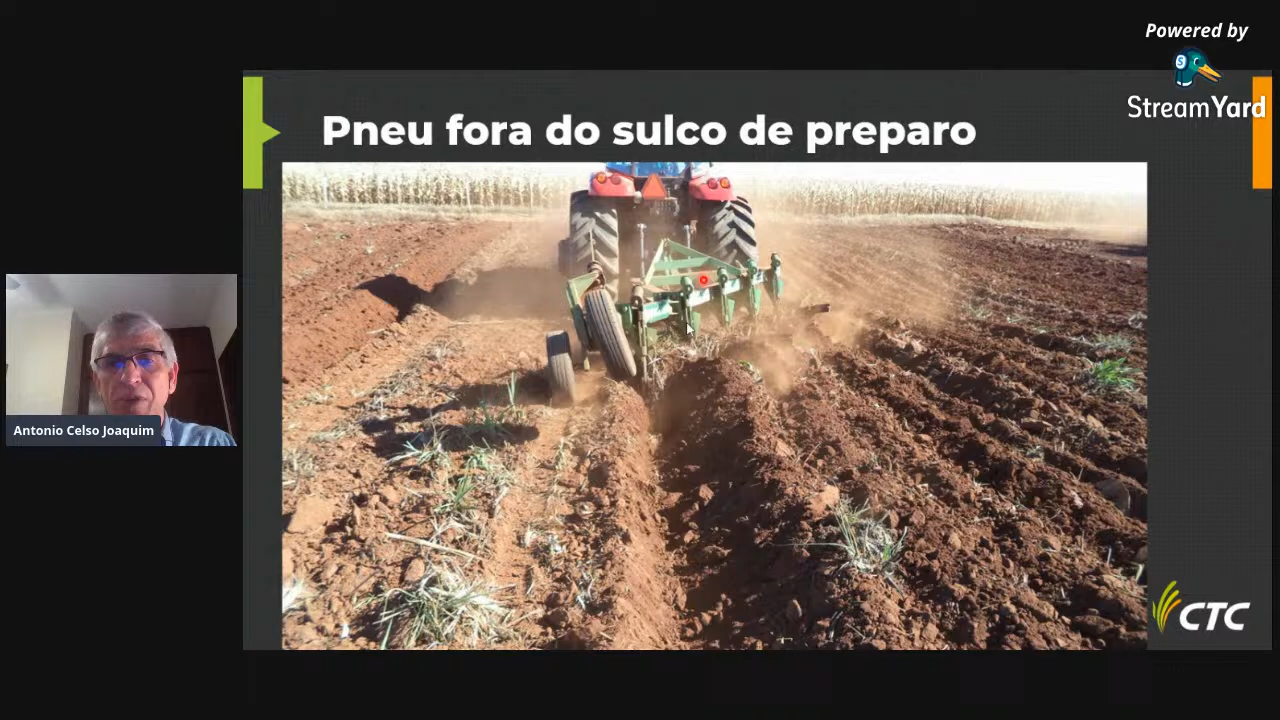 Powered by
StreamYard
Pneu fora do sulco de preparo
Antonio Celso Joaquim
CTC